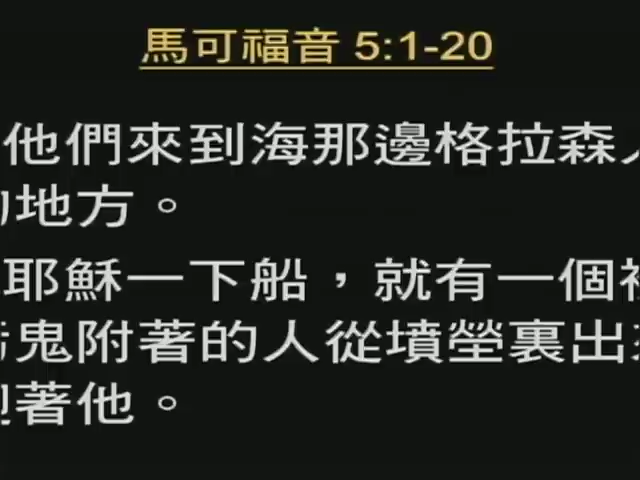 馬可福音 5:1-20
他們來到海那邊格拉森
地方。
耶穌一下船，就有一個
鬼附著的人從墳塋裏出
著他。